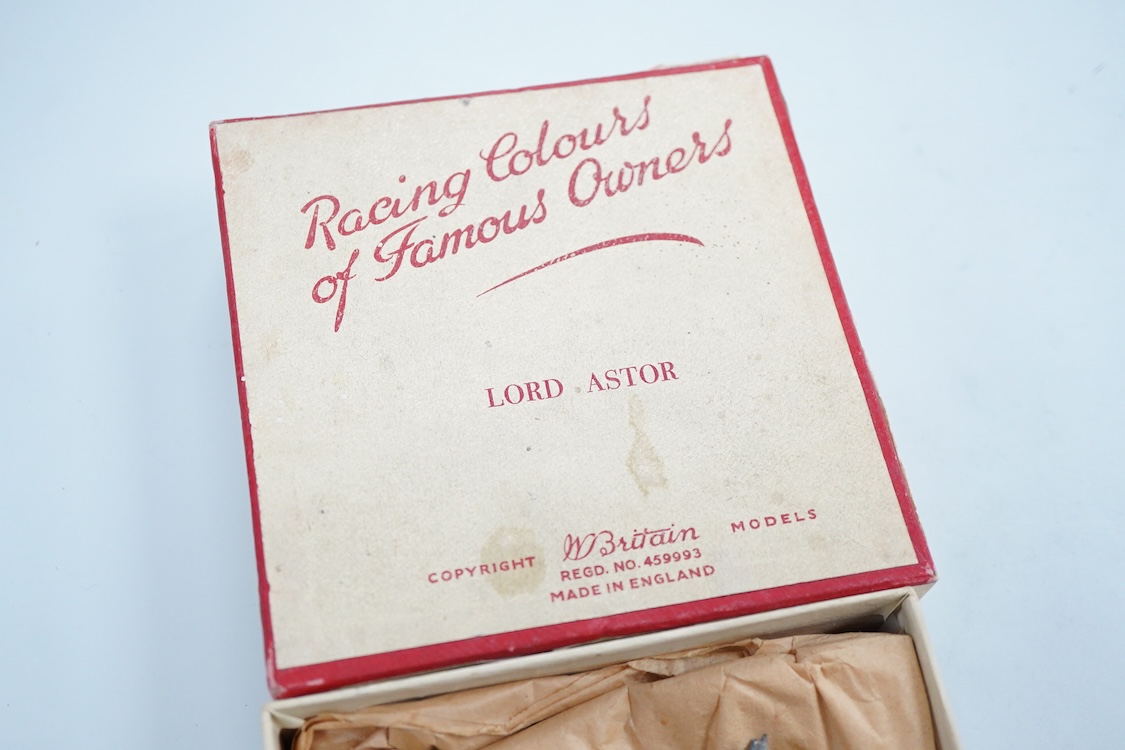 Racing Colours
of Famous Owners
LORD ASTOR
COPYRIGHT W Britain MODELS
REGD. NO. 459993
MADE IN ENGLAND